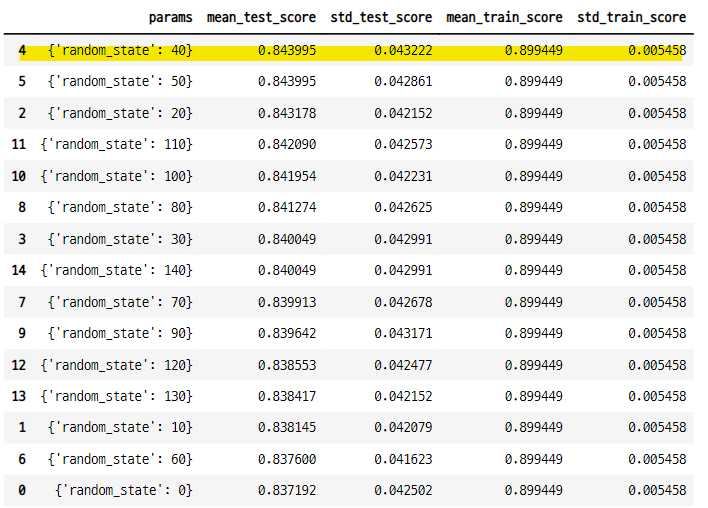 params mean_test_score std_test_score mean_train_score std_train_score
4 {'random_state': 40} 0.843995 0.043222 0.899449 0.005458
5 {'random_state': 50} 0.843995 0.042861 0.899449 0.005458
2 {'random_state': 20} 0.843178 0.042152 0.899449 0.005458
11 {'random_state': 110} 0.842090 0.042573 0.899449 0.005458
10 {'random_state': 100} 0.841954 0.042231 0.899449 0.005458
8 {'random_state': 80} 0.841274 0.042625 0.899449 0.005458
3 {'random_state': 30} 0.840049 0.042991 0.899449 0.005458
14 {'random_state': 140} 0.840049 0.042991 0.899449 0.005458
7 {'random_state': 70} 0.839913 0.042678 0.899449 0.005458
9 {'random_state': 90} 0.839642 0.043171 0.899449 0.005458
12 {'random_state': 120} 0.838553 0.042477 0.899449 0.005458
13 {'random_state': 130} 0.838417 0.042152 0.899449 0.005458
1 {'random_state': 10} 0.838145 0.042079 0.899449 0.005458
6 {'random_state': 60} 0.837600 0.041623 0.899449 0.005458
0 {'random_state': 0} 0.837192 0.042502 0.899449 0.005458